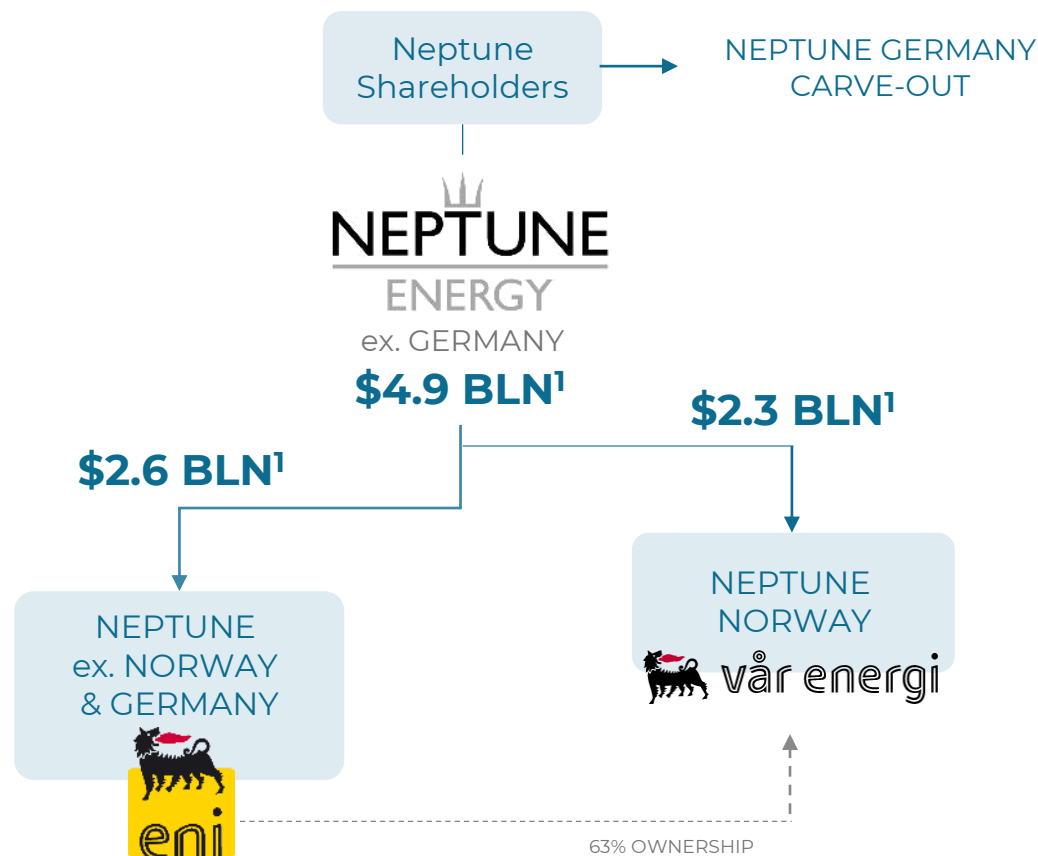 Neptune
Shareholders
NEPTUNE GERMANY
CARVE-OUT
NEPTUNE
ENERGY
ex. GERMANY
$4.9 BLN¹
$2.3 BLN¹
$2.6 BLN¹
NEPTUNE
NORWAY
vår energi
NEPTUNE
ex. NORWAY
& GERMANY
eni
63% OWNERSHIP